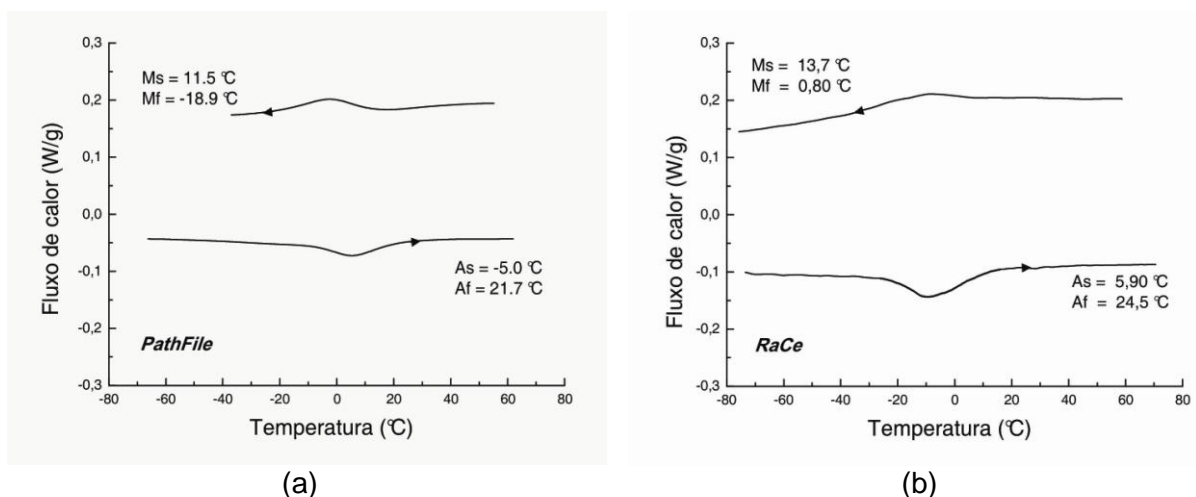 0,3
0,2
0,1
0,0
-0,1
-0,2
-0,3
Fluxo de calor (W/g)
Ms = 11.5 °C
Mf = -18.9 °C
As = -5.0 °C
Af = 21.7 °C
PathFile
-80 -60 -40 -20 0 20 40 60 80
Temperatura (°C)
(a)
0,3
0,2
0,1
0,0
-0,1
-0,2
-0,3
Fluxo de calor (W/g)
Ms = 13,7 °C
Mf = 0,80 °C
As = 5,90 °C
Af = 24,5 °C
RaCe
-80 -60 -40 -20 0 20 40 60 80
Temperatura (°C)
(b)